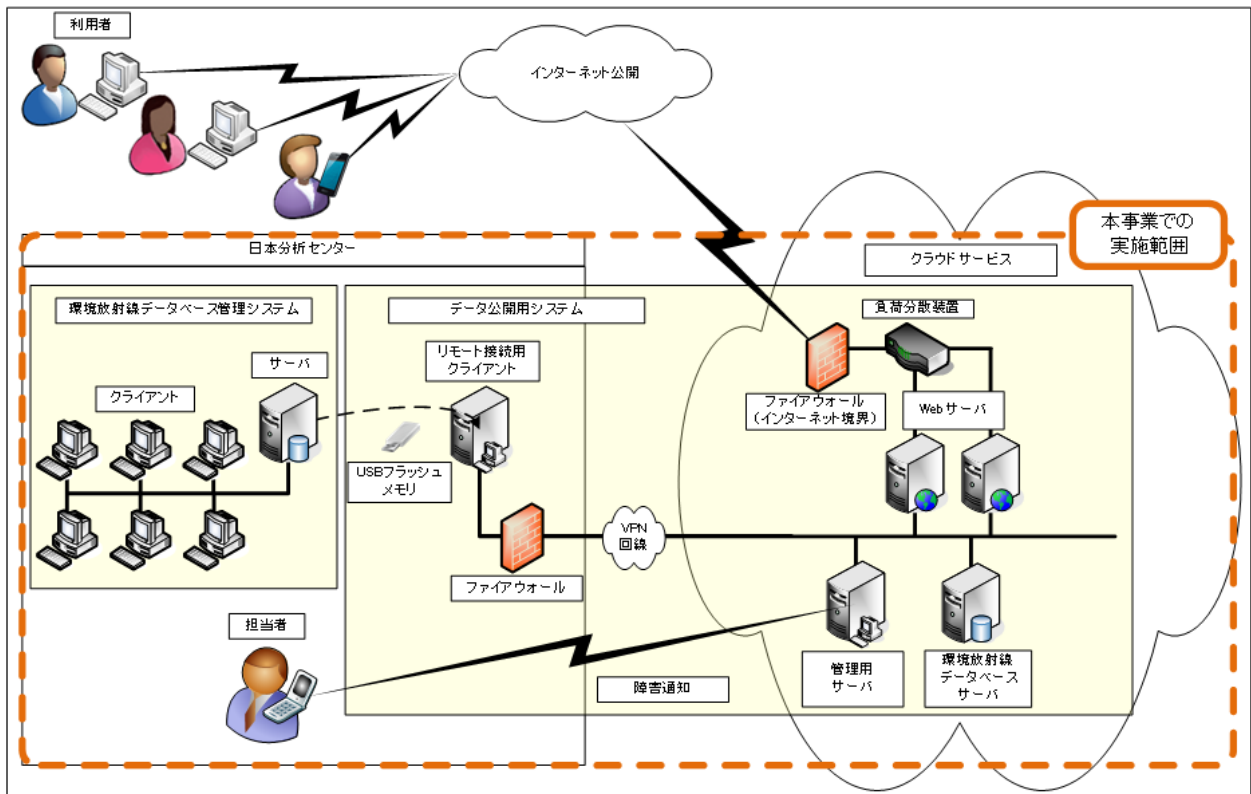 利用者
インターネット公開
本事業での
実施範囲
日本分析センター
クラウドサービス
環境放射線データベース管理システム
データ公開用システム
負荷分散装置
リモート接続用
クライアント
サーバ
クライアント
ファイアウォール
(インターネット境界)
Webサーバ
USBフラッシュ
メモリ
VPN
回線
ファイアウォール
担当者
障害通知
管理用
サーバ
環境放射線
データベース
サーバ